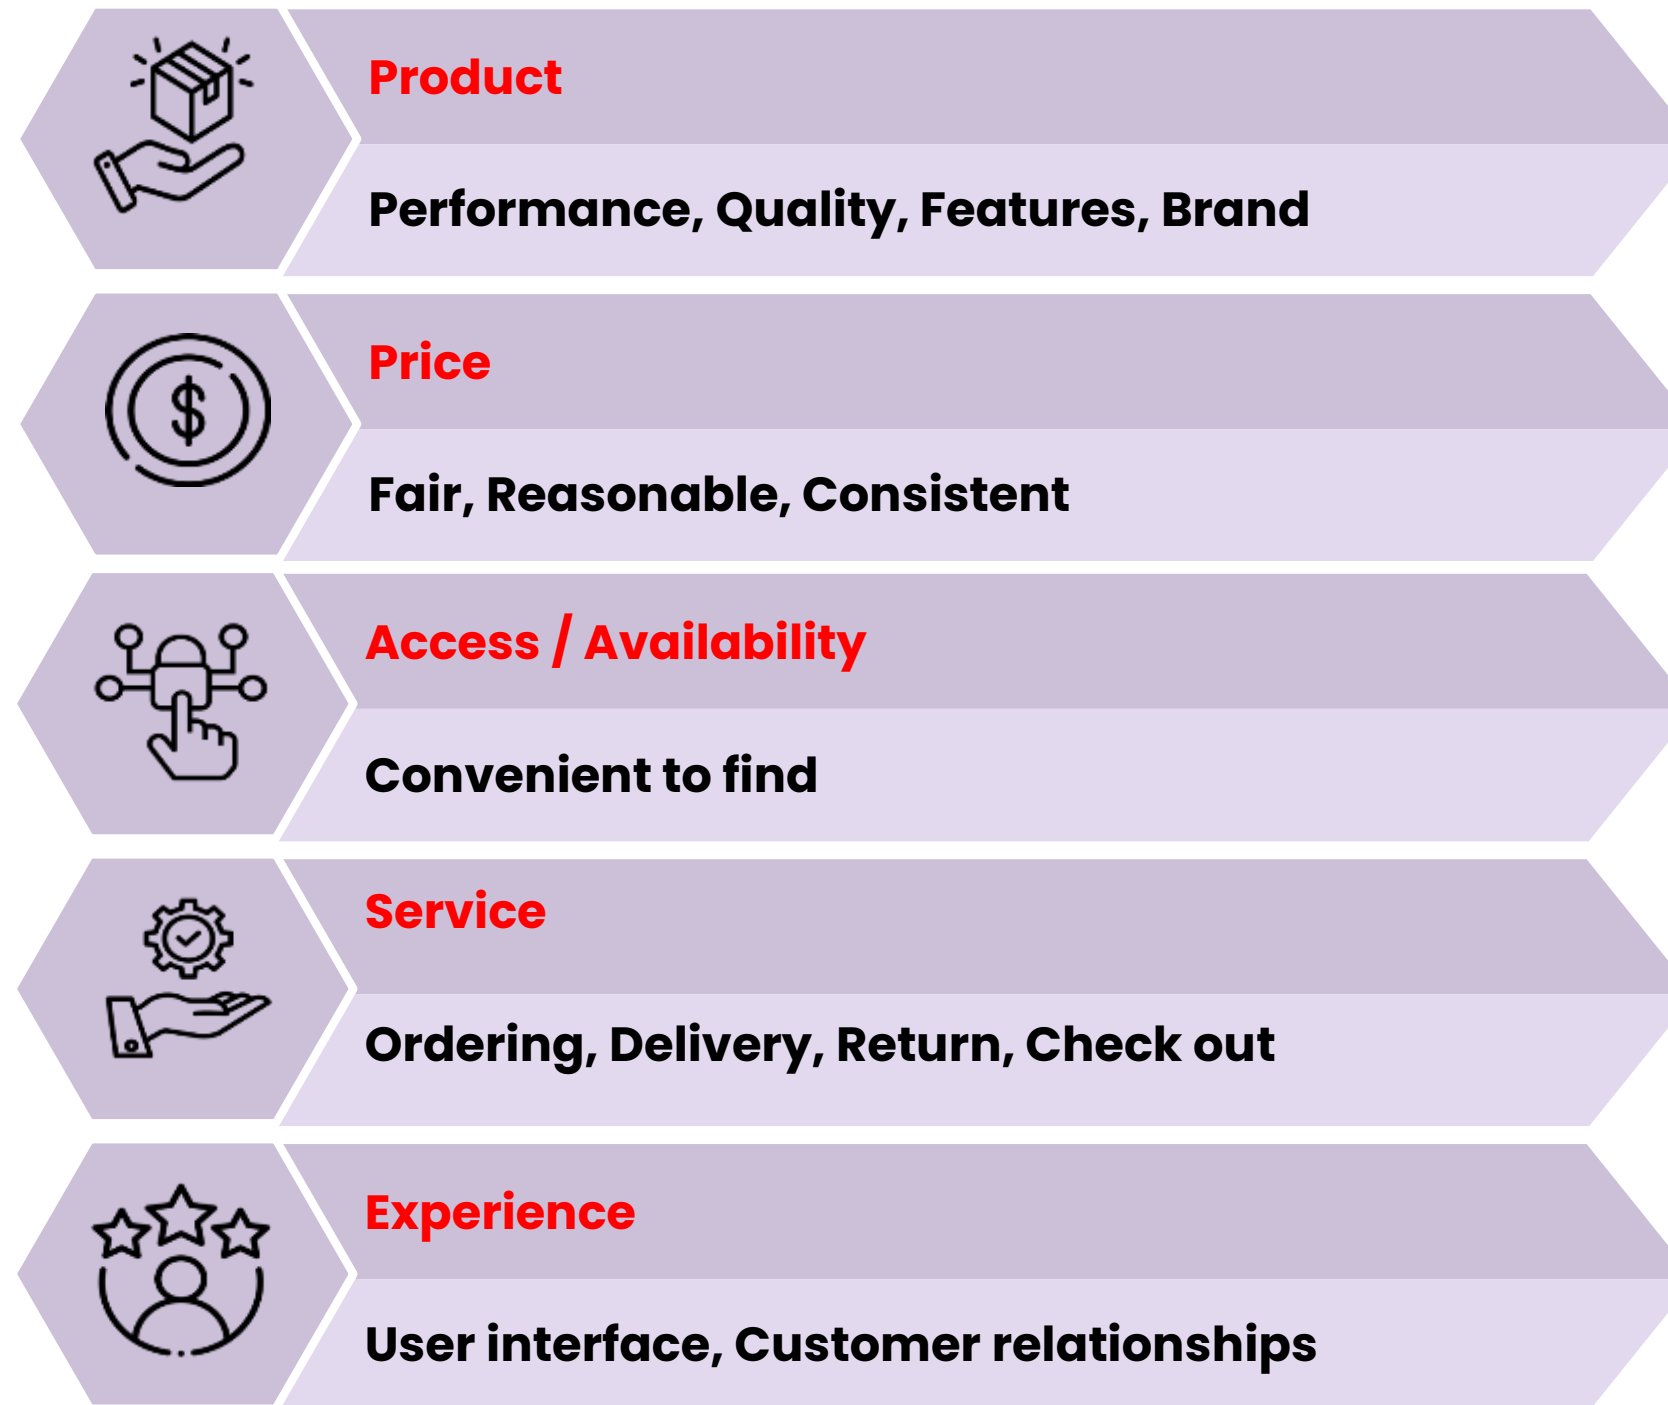 Product
Performance, Quality, Features, Brand
$
Price
Fair, Reasonable, Consistent
Access / Availability
Convenient to find
Service
Ordering, Delivery, Return, Check out
Experience
User interface, Customer relationships